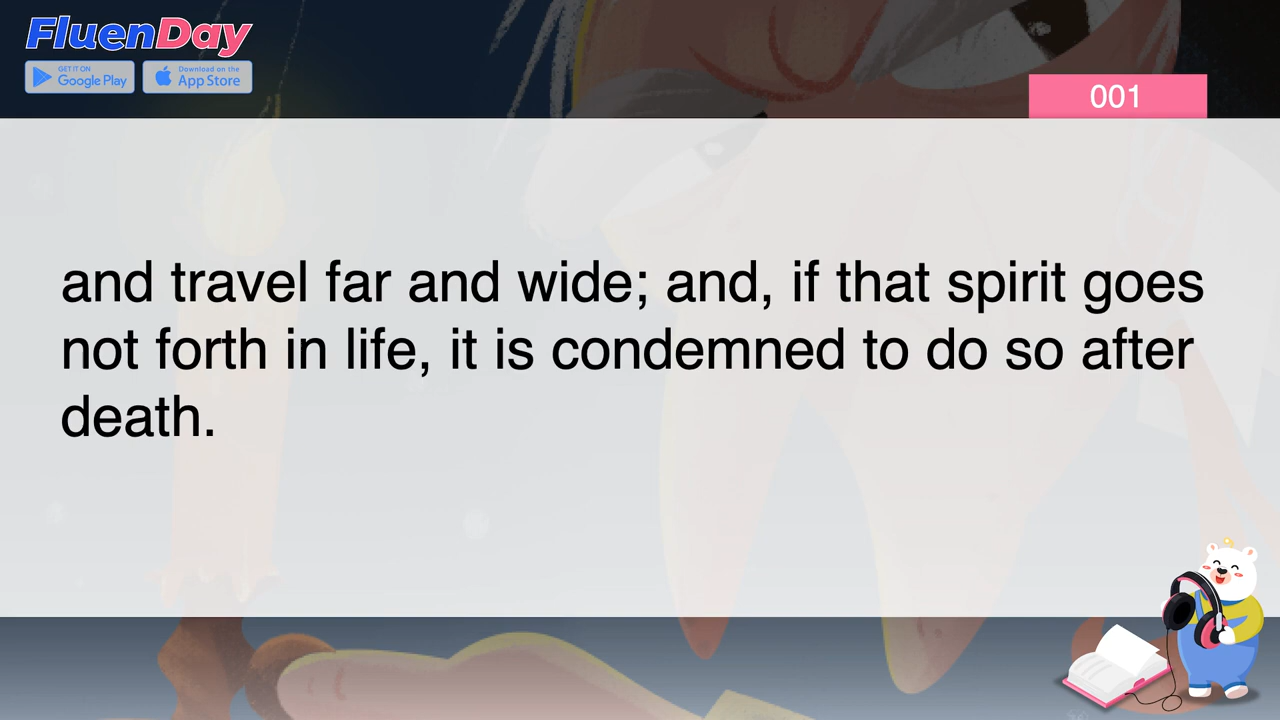 FluenDay
GET IT ON
Google Play
Download on the
App Store
001
and travel far and wide; and, if that spirit goes
not forth in life, it is condemned to do so after
death.